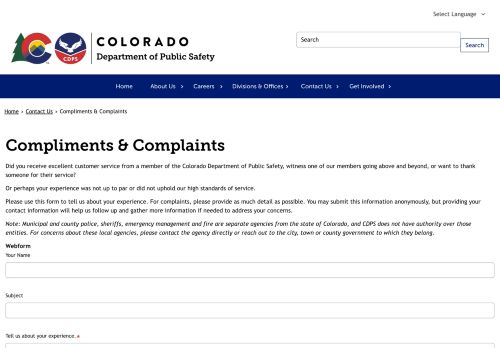 Select Language
C
CDPS
COLORADO
Department of Public Safety
Search
Search
Home
About Us
Careers
Divisions & Offices
Contact Us
Get Involved
Home › Contact Us › Compliments & Complaints
Compliments & Complaints
Did you receive excellent customer service from a member of the Colorado Department of Public Safety, witness one of our members going above and beyond, or want to thank
someone for their service?
Or perhaps your experience was not up to par or did not uphold our high standards of service.
Please use this form to tell us about your experience. For complaints, please provide as much detail as possible. You may submit this information anonymously, but providing your
contact information will help us follow up and gather more information if needed to address your concerns.
Note: Municipal and county police, sheriffs, emergency management and fire are separate agencies from the state of Colorado, and CDPS does not have authority over those
entities. For concerns about these local agencies, please contact the agency directly or reach out to the city, town or county government to which they belong.
Webform
Your Name
Subject
Tell us about your experience.*